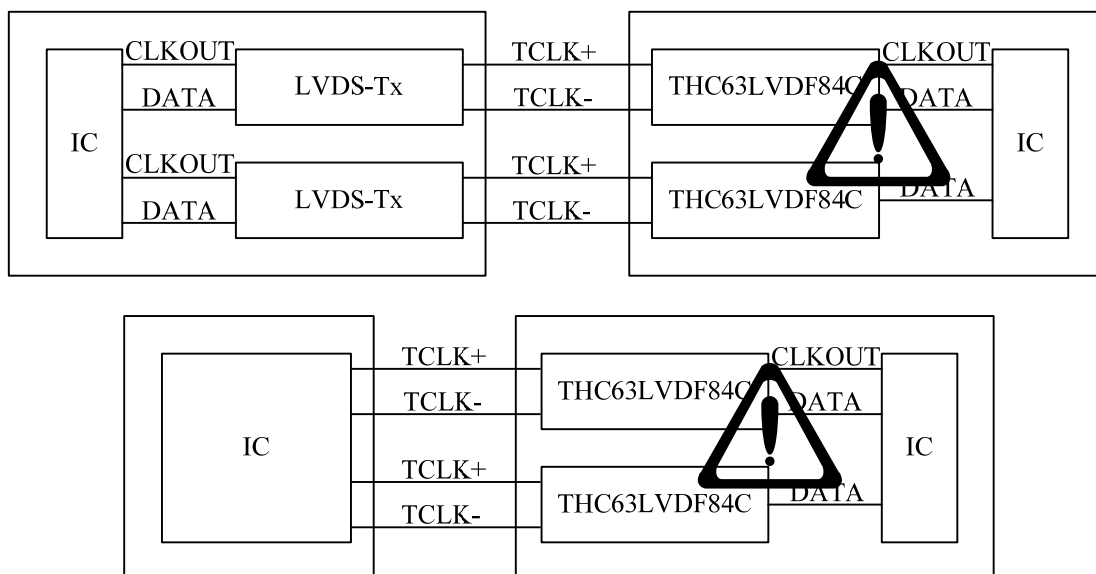 CLKOUT TCLK+ CLKOUT
LVDS-Tx THC63LVDF84C
DATA TCLK- DATA
IC IC
CLKOUT TCLK+
LVDS-Tx THC63LVDF84C
DATA TCLK- DATA
TCLK+ CLKOUT
THC63LVDF84C
TCLK- DATA
IC IC
TCLK+
THC63LVDF84C
TCLK- DATA